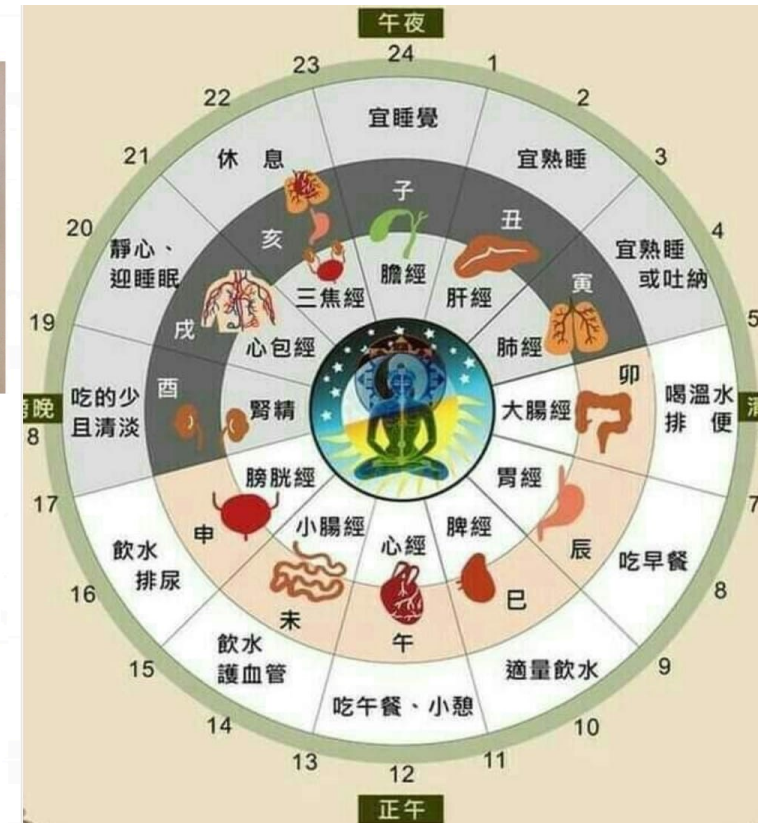 午夜
24
1
2
3
4
5
7
8
9
10
11
12
13
14
15
16
17
8
19
20
21
22
23
正午
晚
宜睡覺
子
膽經
宜熟睡
丑
肝經
宜熟睡
或吐納
寅
肺經
喝溫水
排 便
卯
大腸經
吃早餐
辰
胃經
適量飲水
巳
脾經
吃午餐、小憩
午
心經
飲水
護血管
未
小腸經
飲水
排尿
申
膀胱經
吃的少
且清淡
酉
腎精
靜心、
迎睡眠
戌
心包經
休 息
亥
三焦經